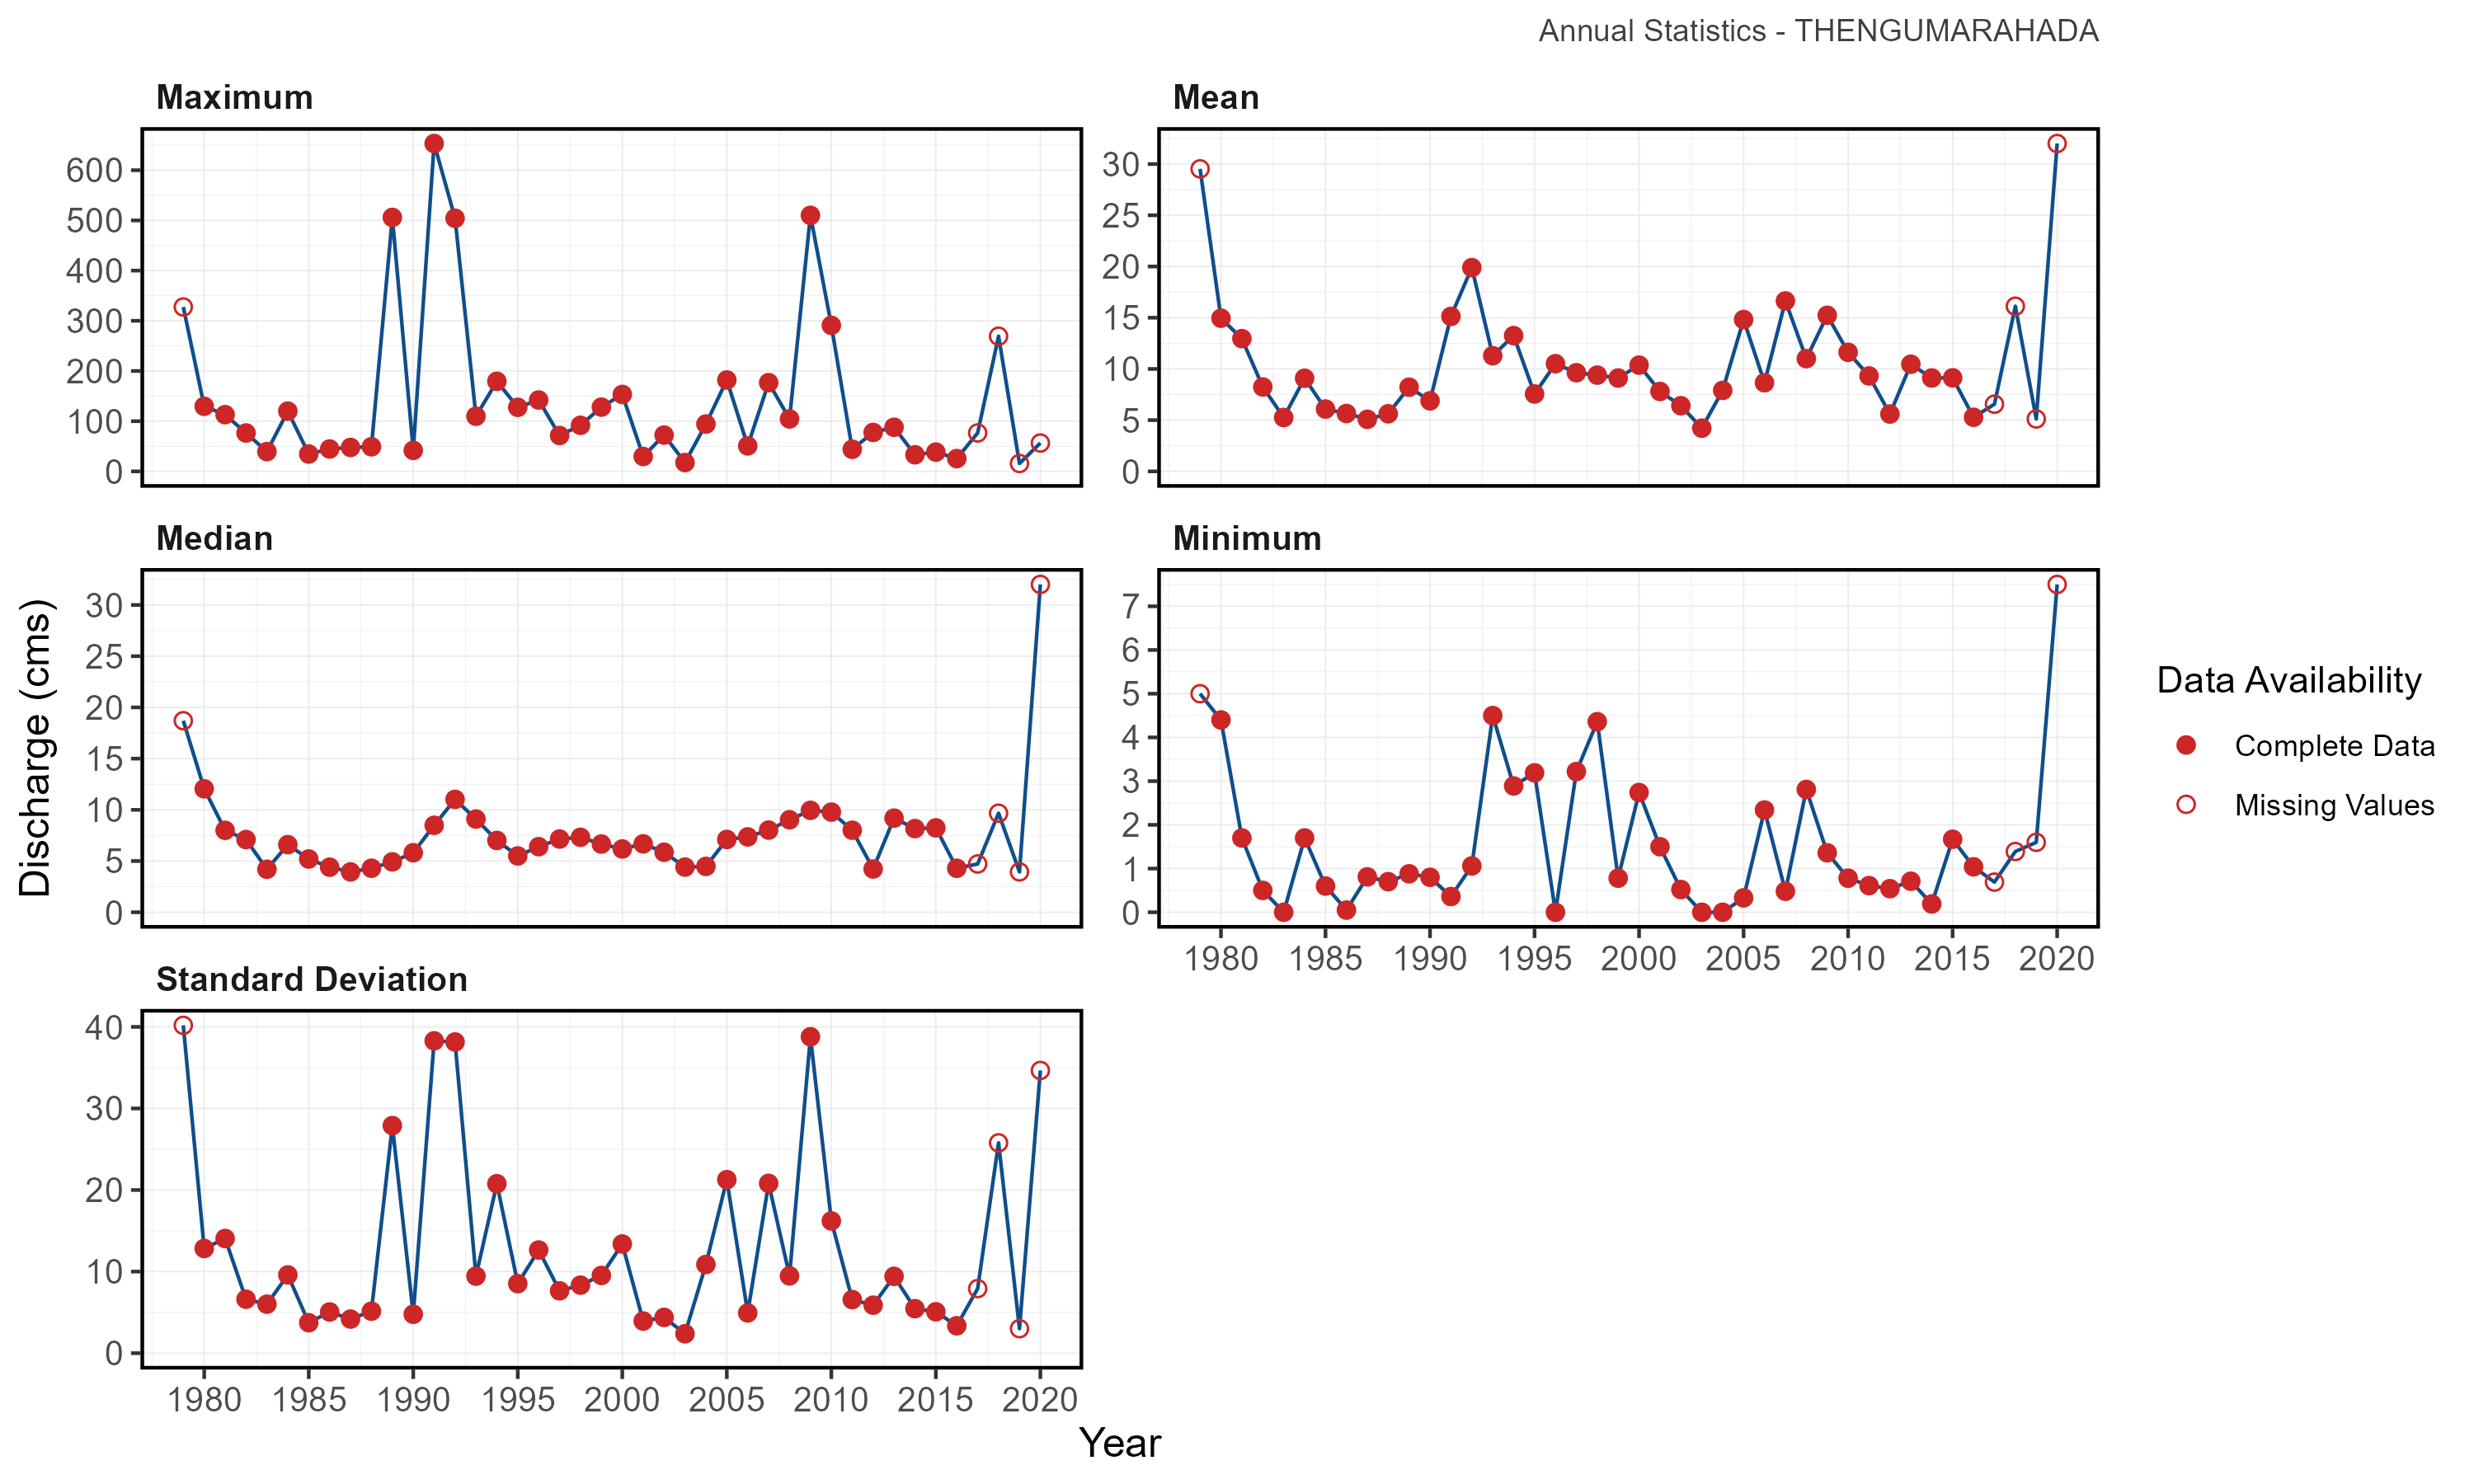 Annual Statistics - THENGUMARAHADA
Maximum
600
500
400
300
200
100
0
Mean
30
25
20
15
10
5
0
Discharge (cms)
Median
30
25
20
15
10
5
0
Minimum
7
6
5
4
3
2
1
0
1980 1985 1990 1995 2000 2005 2010 2015 2020
Standard Deviation
40
30
20
10
0
1980 1985 1990 1995 2000 2005 2010 2015 2020
Year
Data Availability
Complete Data
Missing Values